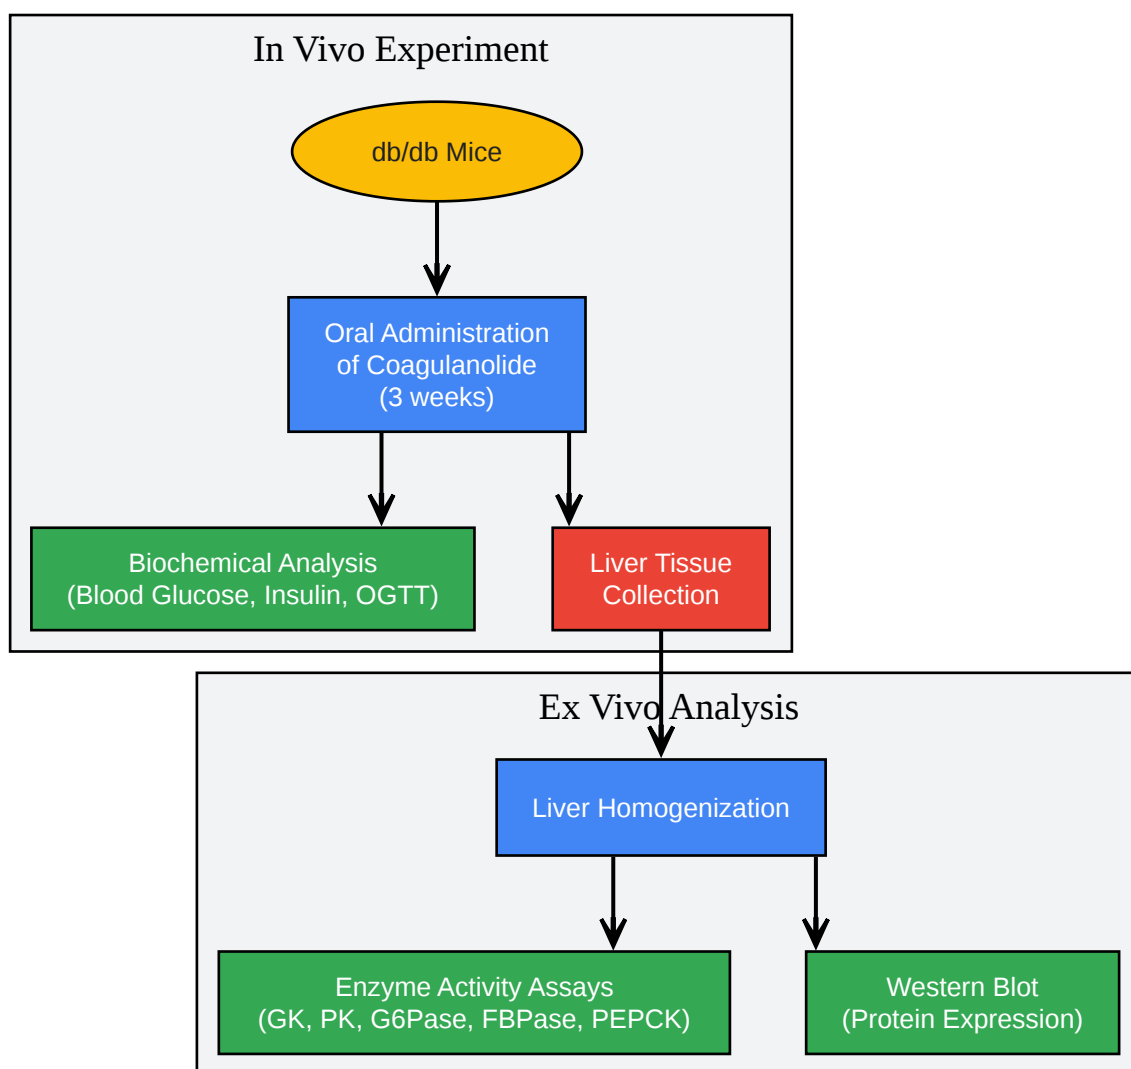 In Vivo Experiment
db/db Mice
Oral Administration
of Coagulanolide
(3 weeks)
Biochemical Analysis
(Blood Glucose, Insulin, OGTT)
Liver Tissue
Collection
Ex Vivo Analysis
Liver Homogenization
Enzyme Activity Assays
(GK, PK, G6Pase, FBPase, PEPCK)
Western Blot
(Protein Expression)